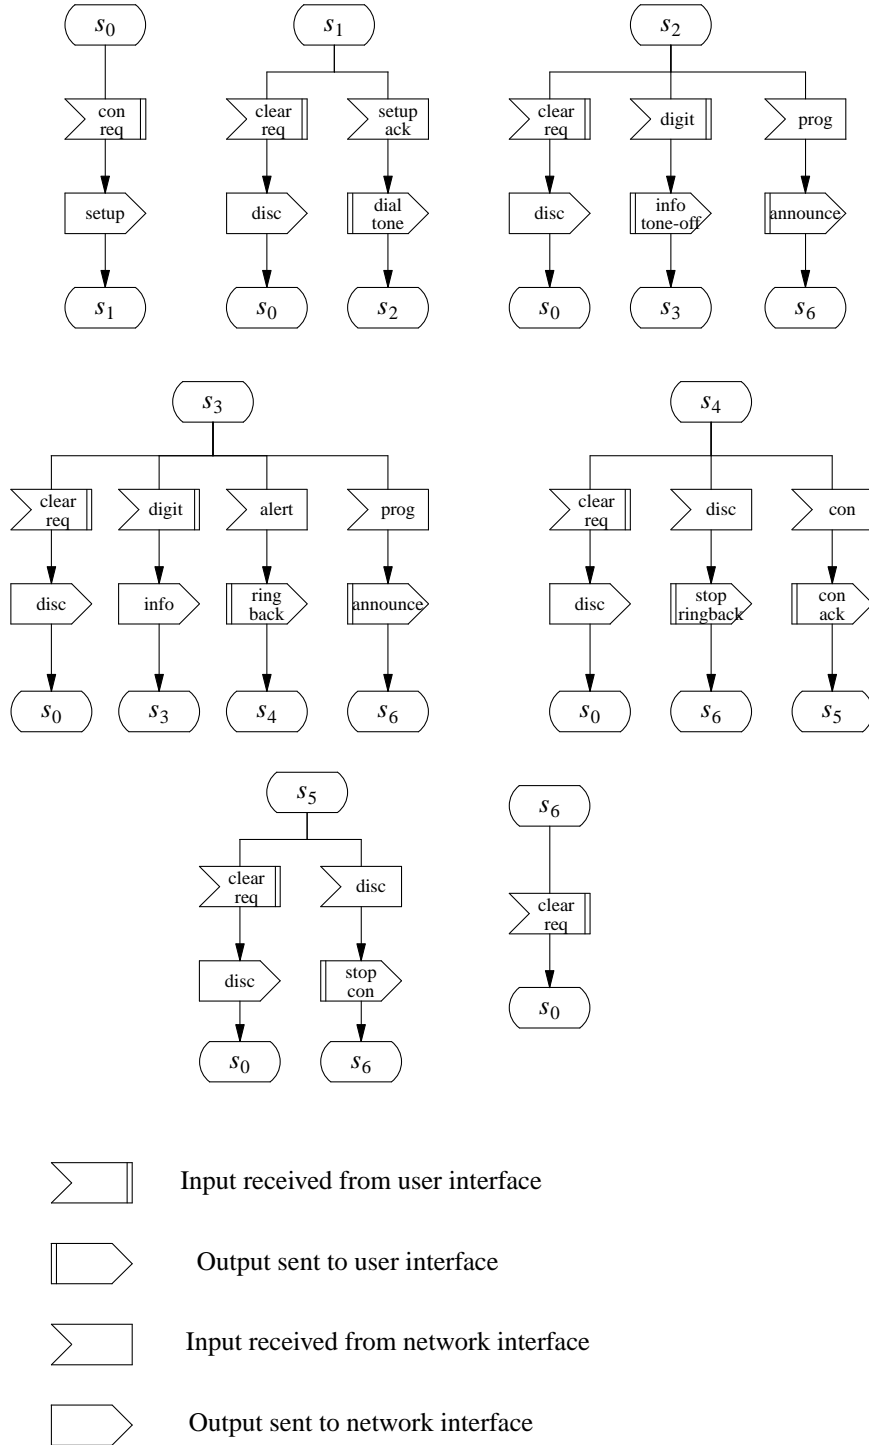 s0
s1
s2
con
req
clear
req
setup
ack
clear
req
digit
prog
setup
disc
dial
tone
disc
info
tone-off
announce
s1
s0
s2
s0
s3
s6
s3
s4
clear
req
digit
alert
prog
clear
req
disc
con
disc
info
ring
back
announce
disc
stop
ringback
con
ack
s0
s3
s4
s6
s0
s6
s5
s5
s6
clear
req
disc
clear
req
disc
stop
con
s0
s0
s6
Input received from user interface
Output sent to user interface
Input received from network interface
Output sent to network interface